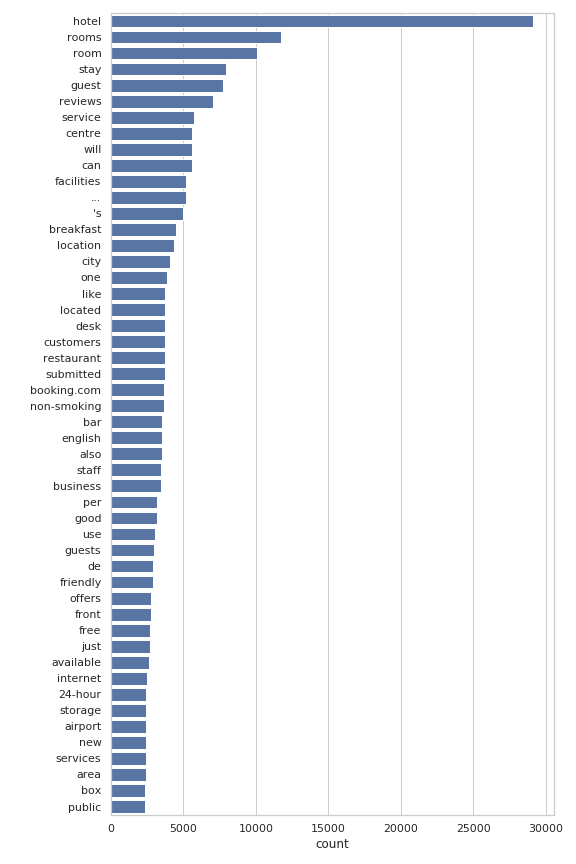 hotel
rooms
room
stay
guest
reviews
service
centre
will
can
facilities
...
's
breakfast
location
city
one
like
located
desk
customers
restaurant
submitted
booking.com
non-smoking
bar
english
also
staff
business
per
good
use
guests
de
friendly
offers
front
free
just
available
internet
24-hour
storage
airport
new
services
area
box
public
0 5000 10000 15000 20000 25000 30000
count